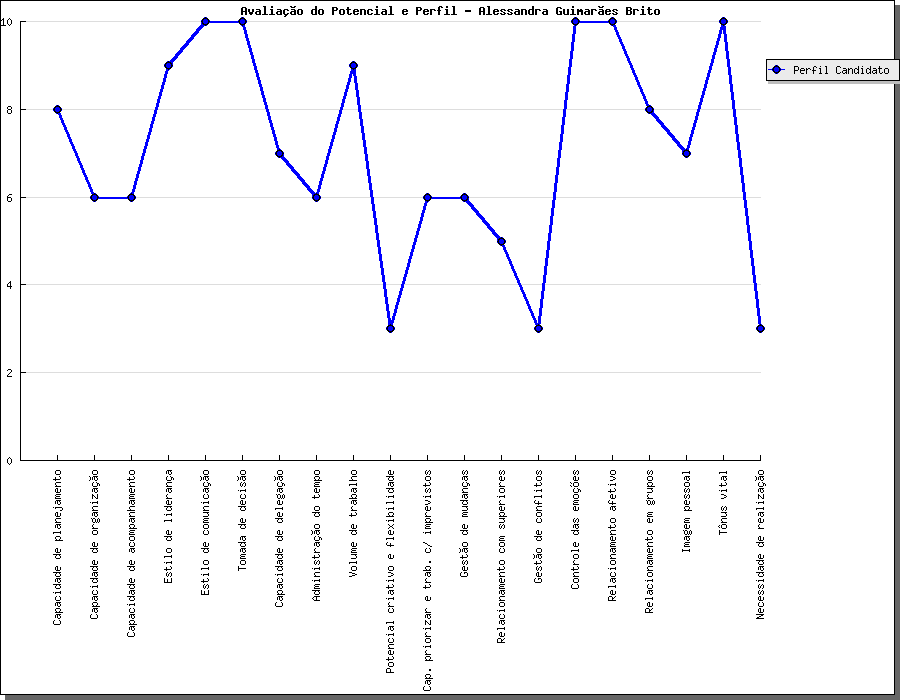 Avaliação do Potencial e Perfil - Alessandra Guimarães Brito
10
8
6
4
2
0
Perfil Candidato
Capacidade de planejamento
Capacidade de organização
Capacidade de acompanhamento
Estilo de liderança
Estilo de comunicação
Tomada de decisão
Capacidade de delegação
Administração do tempo
Volume de trabalho
Potencial criativo e flexibilidade
Cap. priorizar e trab. c/ imprevistos
Gestão de mudanças
Relacionamento com superiores
Gestão de conflitos
Controle das emoções
Relacionamento afetivo
Relacionamento em grupos
Imagem pessoal
Tônus vital
Necessidade de realização